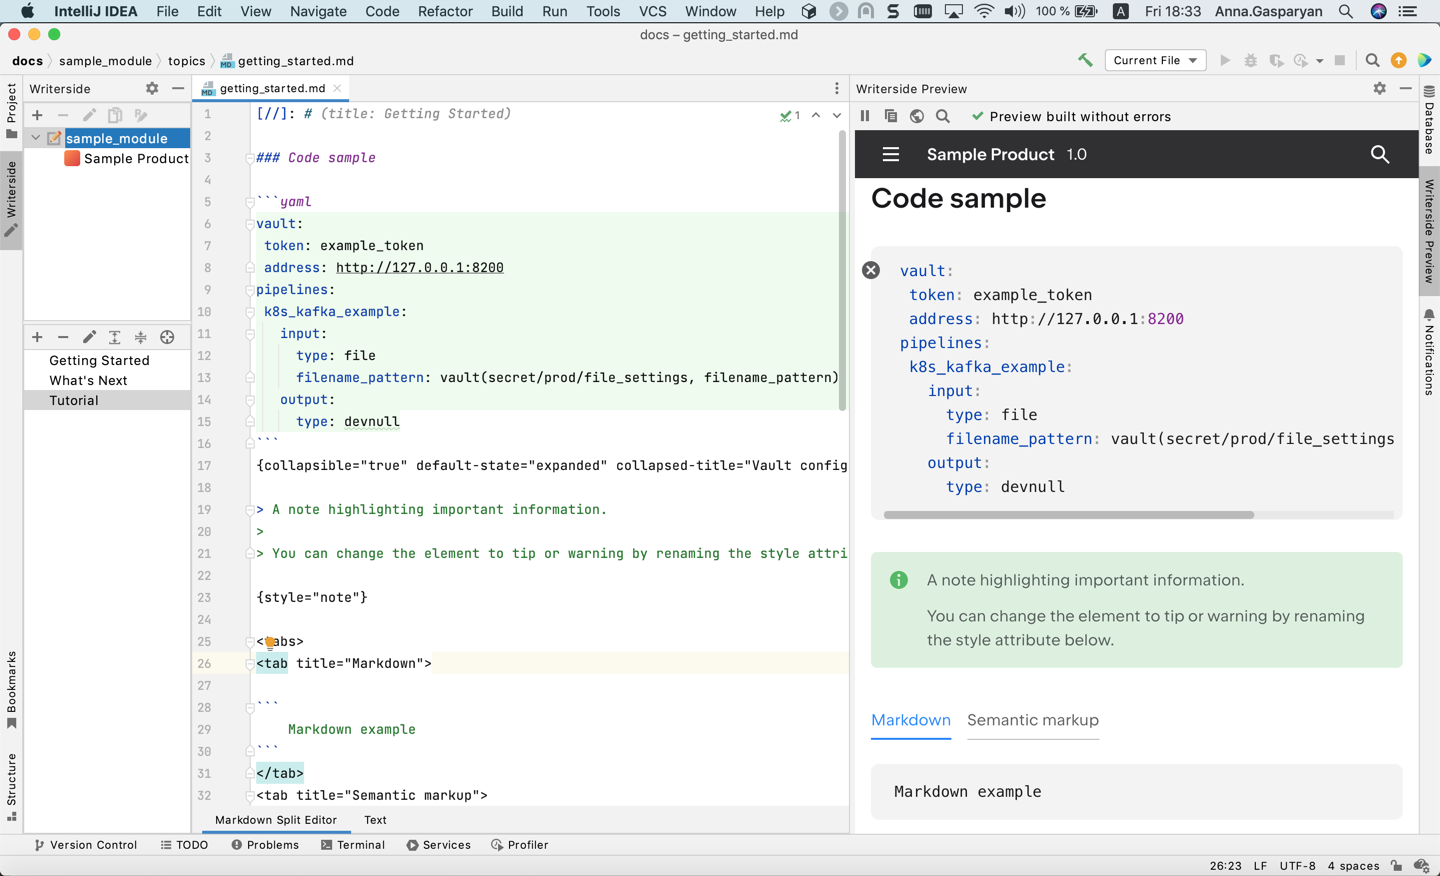 IntelliJ IDEA File Edit View Navigate Code Refactor Build Run Tools VCS Window Help 100 % A Fri 18:33 Anna.Gasparyan
docs – getting_started.md
docs sample_module topics getting_started.md
Current File
Project
Writerside
Bookmarks
Structure
Writerside
sample_module
Sample Product
Getting Started
What's Next
Tutorial
getting_started.md
1
1 [//]: # (title: Getting Started)
2
3 ### Code sample
4
5 ```yaml
6 vault:
7 token: example_token
8 address: http://127.0.0.1:8200
9 pipelines:
10 k8s_kafka_example:
11 input:
12 type: file
13 filename_pattern: vault(secret/prod/file_settings, filename_pattern)
14 output:
15 type: devnull
16 ```
17 {collapsible="true" default-state="expanded" collapsed-title="Vault config
18
19 > A note highlighting important information.
20 >
21 > You can change the element to tip or warning by renaming the style attri
22
23 {style="note"}
24
25 <tabs>
26 <tab title="Markdown">
27
28 ```
29 Markdown example
30 ```
31 </tab>
32 <tab title="Semantic markup">
Markdown Split Editor Text
Writerside Preview
Preview built without errors
Sample Product 1.0
Code sample
vault:
token: example_token
address: http://127.0.0.1:8200
pipelines:
k8s_kafka_example:
input:
type: file
filename_pattern: vault(secret/prod/file_settings
output:
type: devnull
A note highlighting important information.
You can change the element to tip or warning by renaming
the style attribute below.
Markdown Semantic markup
Markdown example
Database
Writerside Preview
Notifications
Version Control TODO Problems Terminal Services Profiler
26:23 LF UTF-8 4 spaces